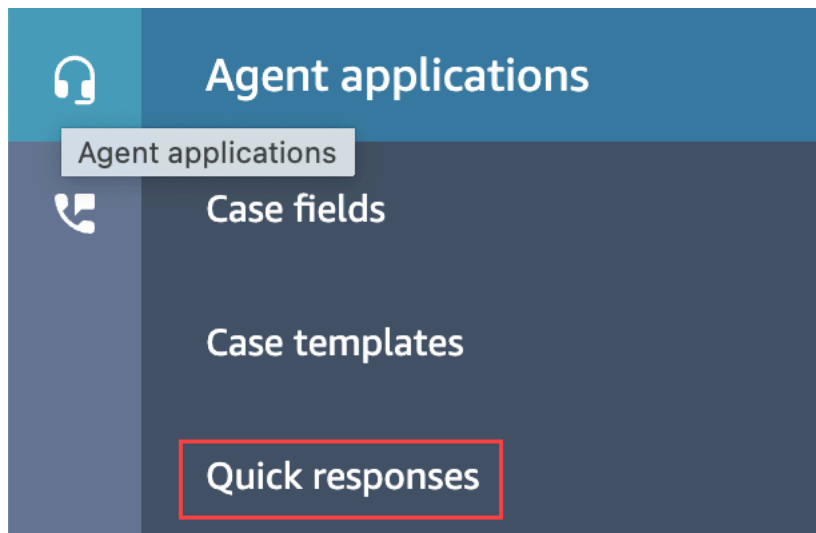 Agent applications
Agent applications
Case fields
Case templates
Quick responses